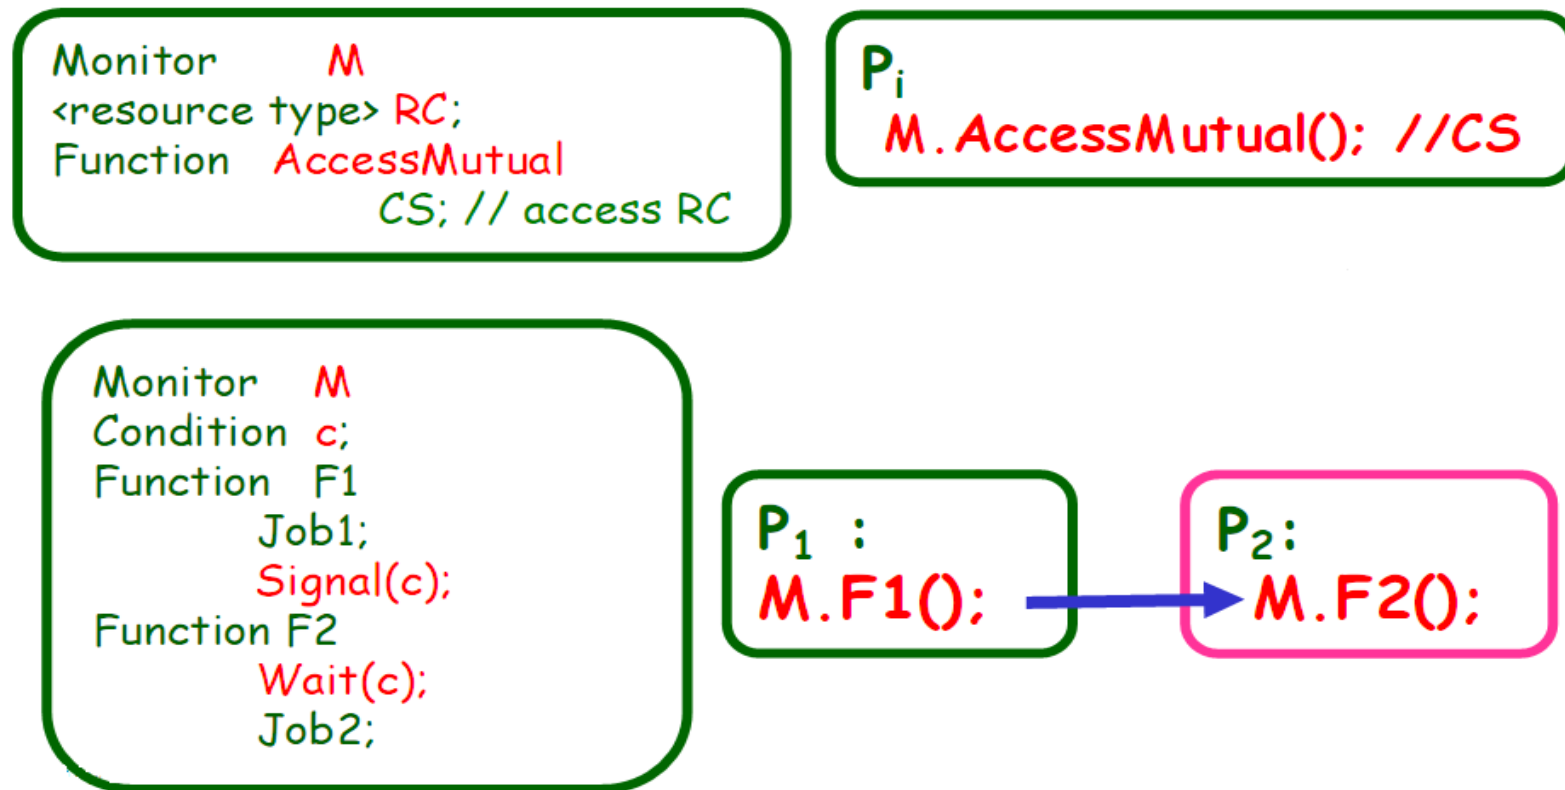 Monitor M
<resource type> RC;
Function AccessMutual
CS; // access RC
Pi
M.AccessMutual(); //CS
Monitor M
Condition c;
Function F1
Job1;
Signal(c);
Function F2
Wait(c);
Job2;
P1 :
M.F1();
P2:
M.F2();